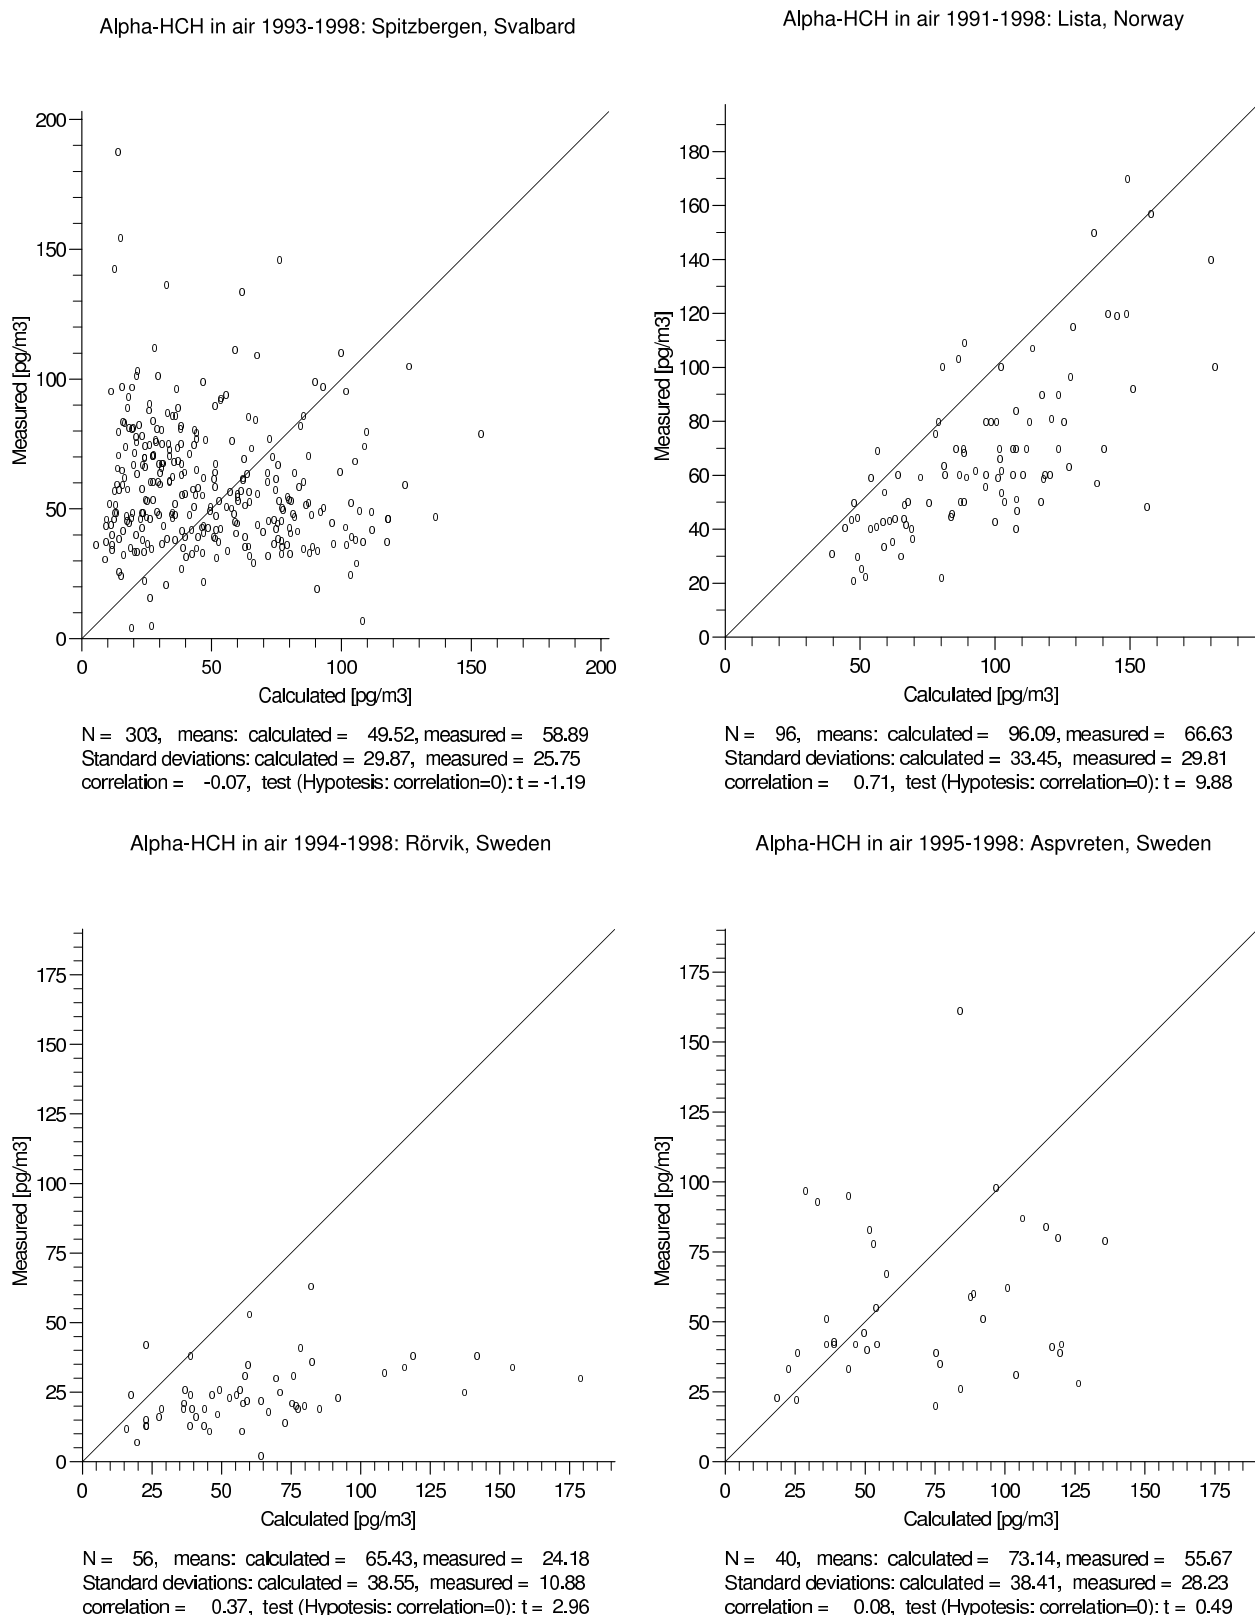 Alpha-HCH in air 1993-1998: Spitzbergen, Svalbard
200
150
100
50
0
Measured [pg/m3]
0 50 100 150 200
Calculated [pg/m3]
N = 303, means: calculated = 49.52, measured = 58.89
Standard deviations: calculated = 29.87, measured = 25.75
correlation = -0.07, test (Hypotesis: correlation=0): t = -1.19
Alpha-HCH in air 1991-1998: Lista, Norway
180
160
140
120
100
80
60
40
20
0
Measured [pg/m3]
0 50 100 150
Calculated [pg/m3]
N = 96, means: calculated = 96.09, measured = 66.63
Standard deviations: calculated = 33.45, measured = 29.81
correlation = 0.71, test (Hypotesis: correlation=0): t = 9.88
Alpha-HCH in air 1994-1998: Rörvik, Sweden
175
150
125
100
75
50
25
0
Measured [pg/m3]
0 25 50 75 100 125 150 175
Calculated [pg/m3]
N = 56, means: calculated = 65.43, measured = 24.18
Standard deviations: calculated = 38.55, measured = 10.88
correlation = 0.37, test (Hypotesis: correlation=0): t = 2.96
Alpha-HCH in air 1995-1998: Aspvreten, Sweden
175
150
125
100
75
50
25
0
Measured [pg/m3]
0 25 50 75 100 125 150 175
Calculated [pg/m3]
N = 40, means: calculated = 73.14, measured = 55.67
Standard deviations: calculated = 38.41, measured = 28.23
correlation = 0.08, test (Hypotesis: correlation=0): t = 0.49